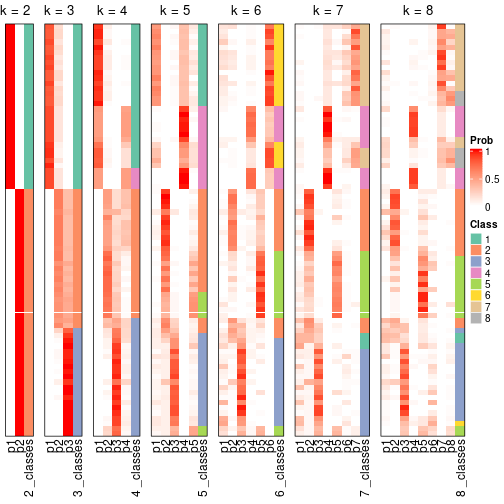 k = 2 k = 3 k = 4 k = 5 k = 6 k = 7 k = 8
Prob
1
0.5
0
Class
1
2
3
4
5
6
7
8
p1 p2 2_classes
p1 p2 p3 3_classes
p1 p2 p3 p4 4_classes
p1 p2 p3 p4 p5 5_classes
p1 p2 p3 p4 p5 p6 6_classes
p1 p2 p3 p4 p5 p6 p7 7_classes
p1 p2 p3 p4 p5 p6 p7 p8 8_classes